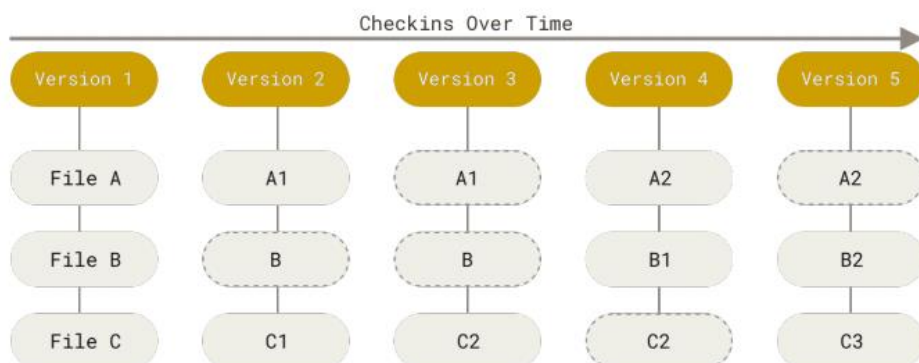 Checkins Over Time
Version 1 Version 2 Version 3 Version 4 Version 5
File A A1 A1 A2 A2
File B B B B1 B2
File C C1 C2 C2 C3